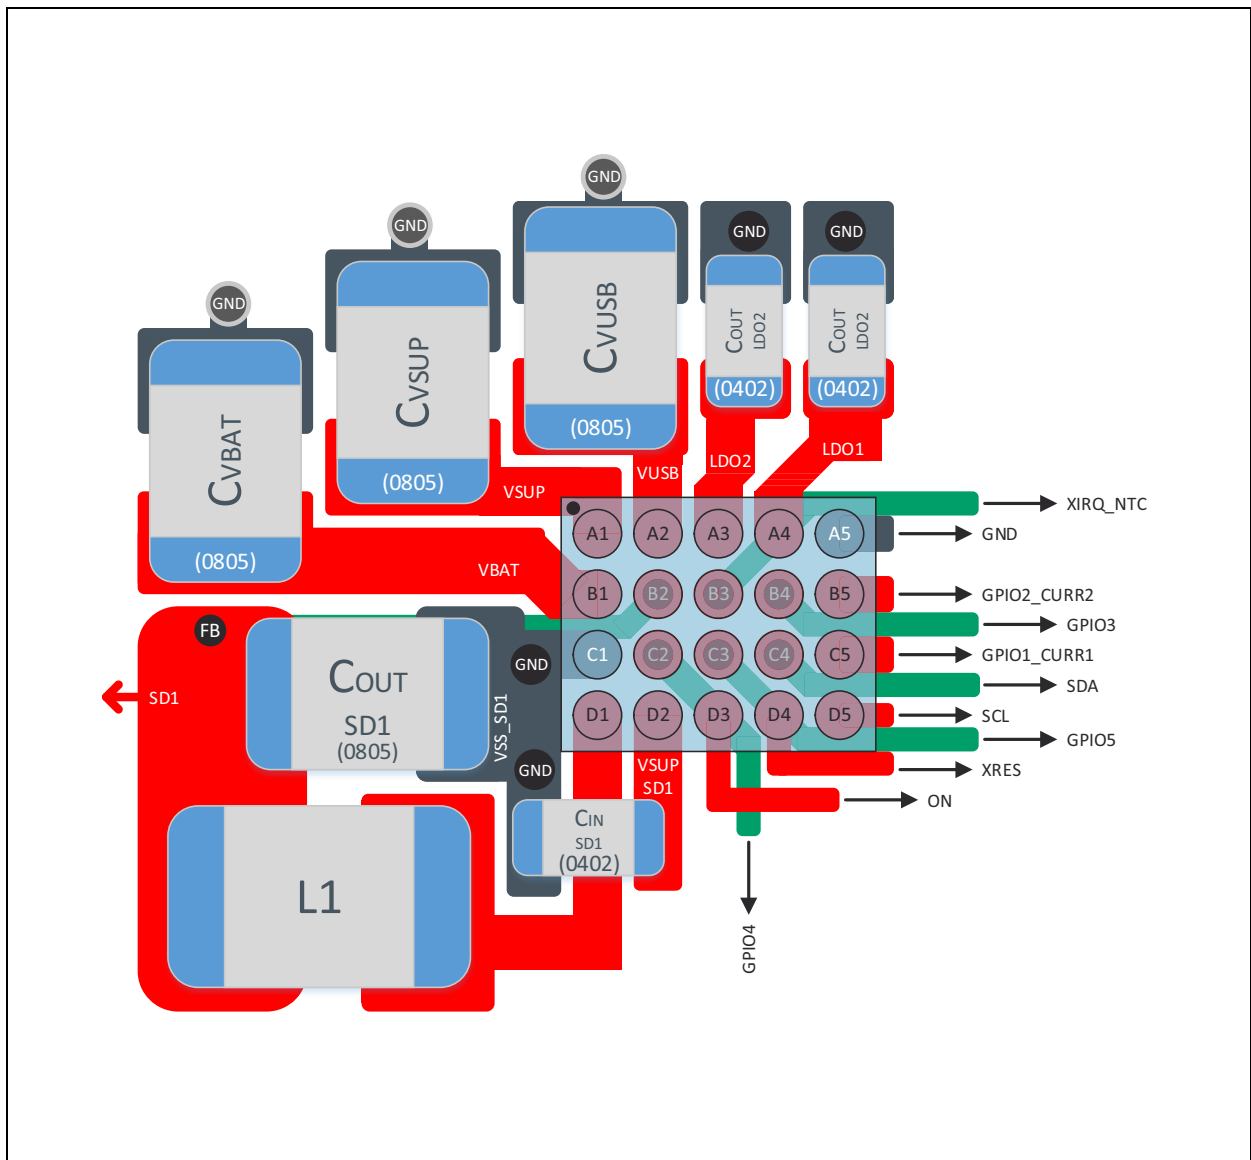 GND
GND
GND
GND
GND
CVUSB
(0805)
COUT
LDO2
(0402)
COUT
LDO2
(0402)
CVSUP
(0805)
CVBAT
(0805)
VUSB
LDO2
LDO1
VSUP
VBAT
A1 A2 A3 A4 A5
B1 B2 B3 B4 B5
C1 C2 C3 C4 C5
D1 D2 D3 D4 D5
XIRQ_NTC
GND
GPIO2_CURR2
GPIO3
GPIO1_CURR1
SDA
SCL
GPIO5
XRES
ON
GPIO4
FB
SD1
COUT
SD1
(0805)
VSS_SD1
GND
GND
VSUP
SD1
CIN
SD1
(0402)
L1